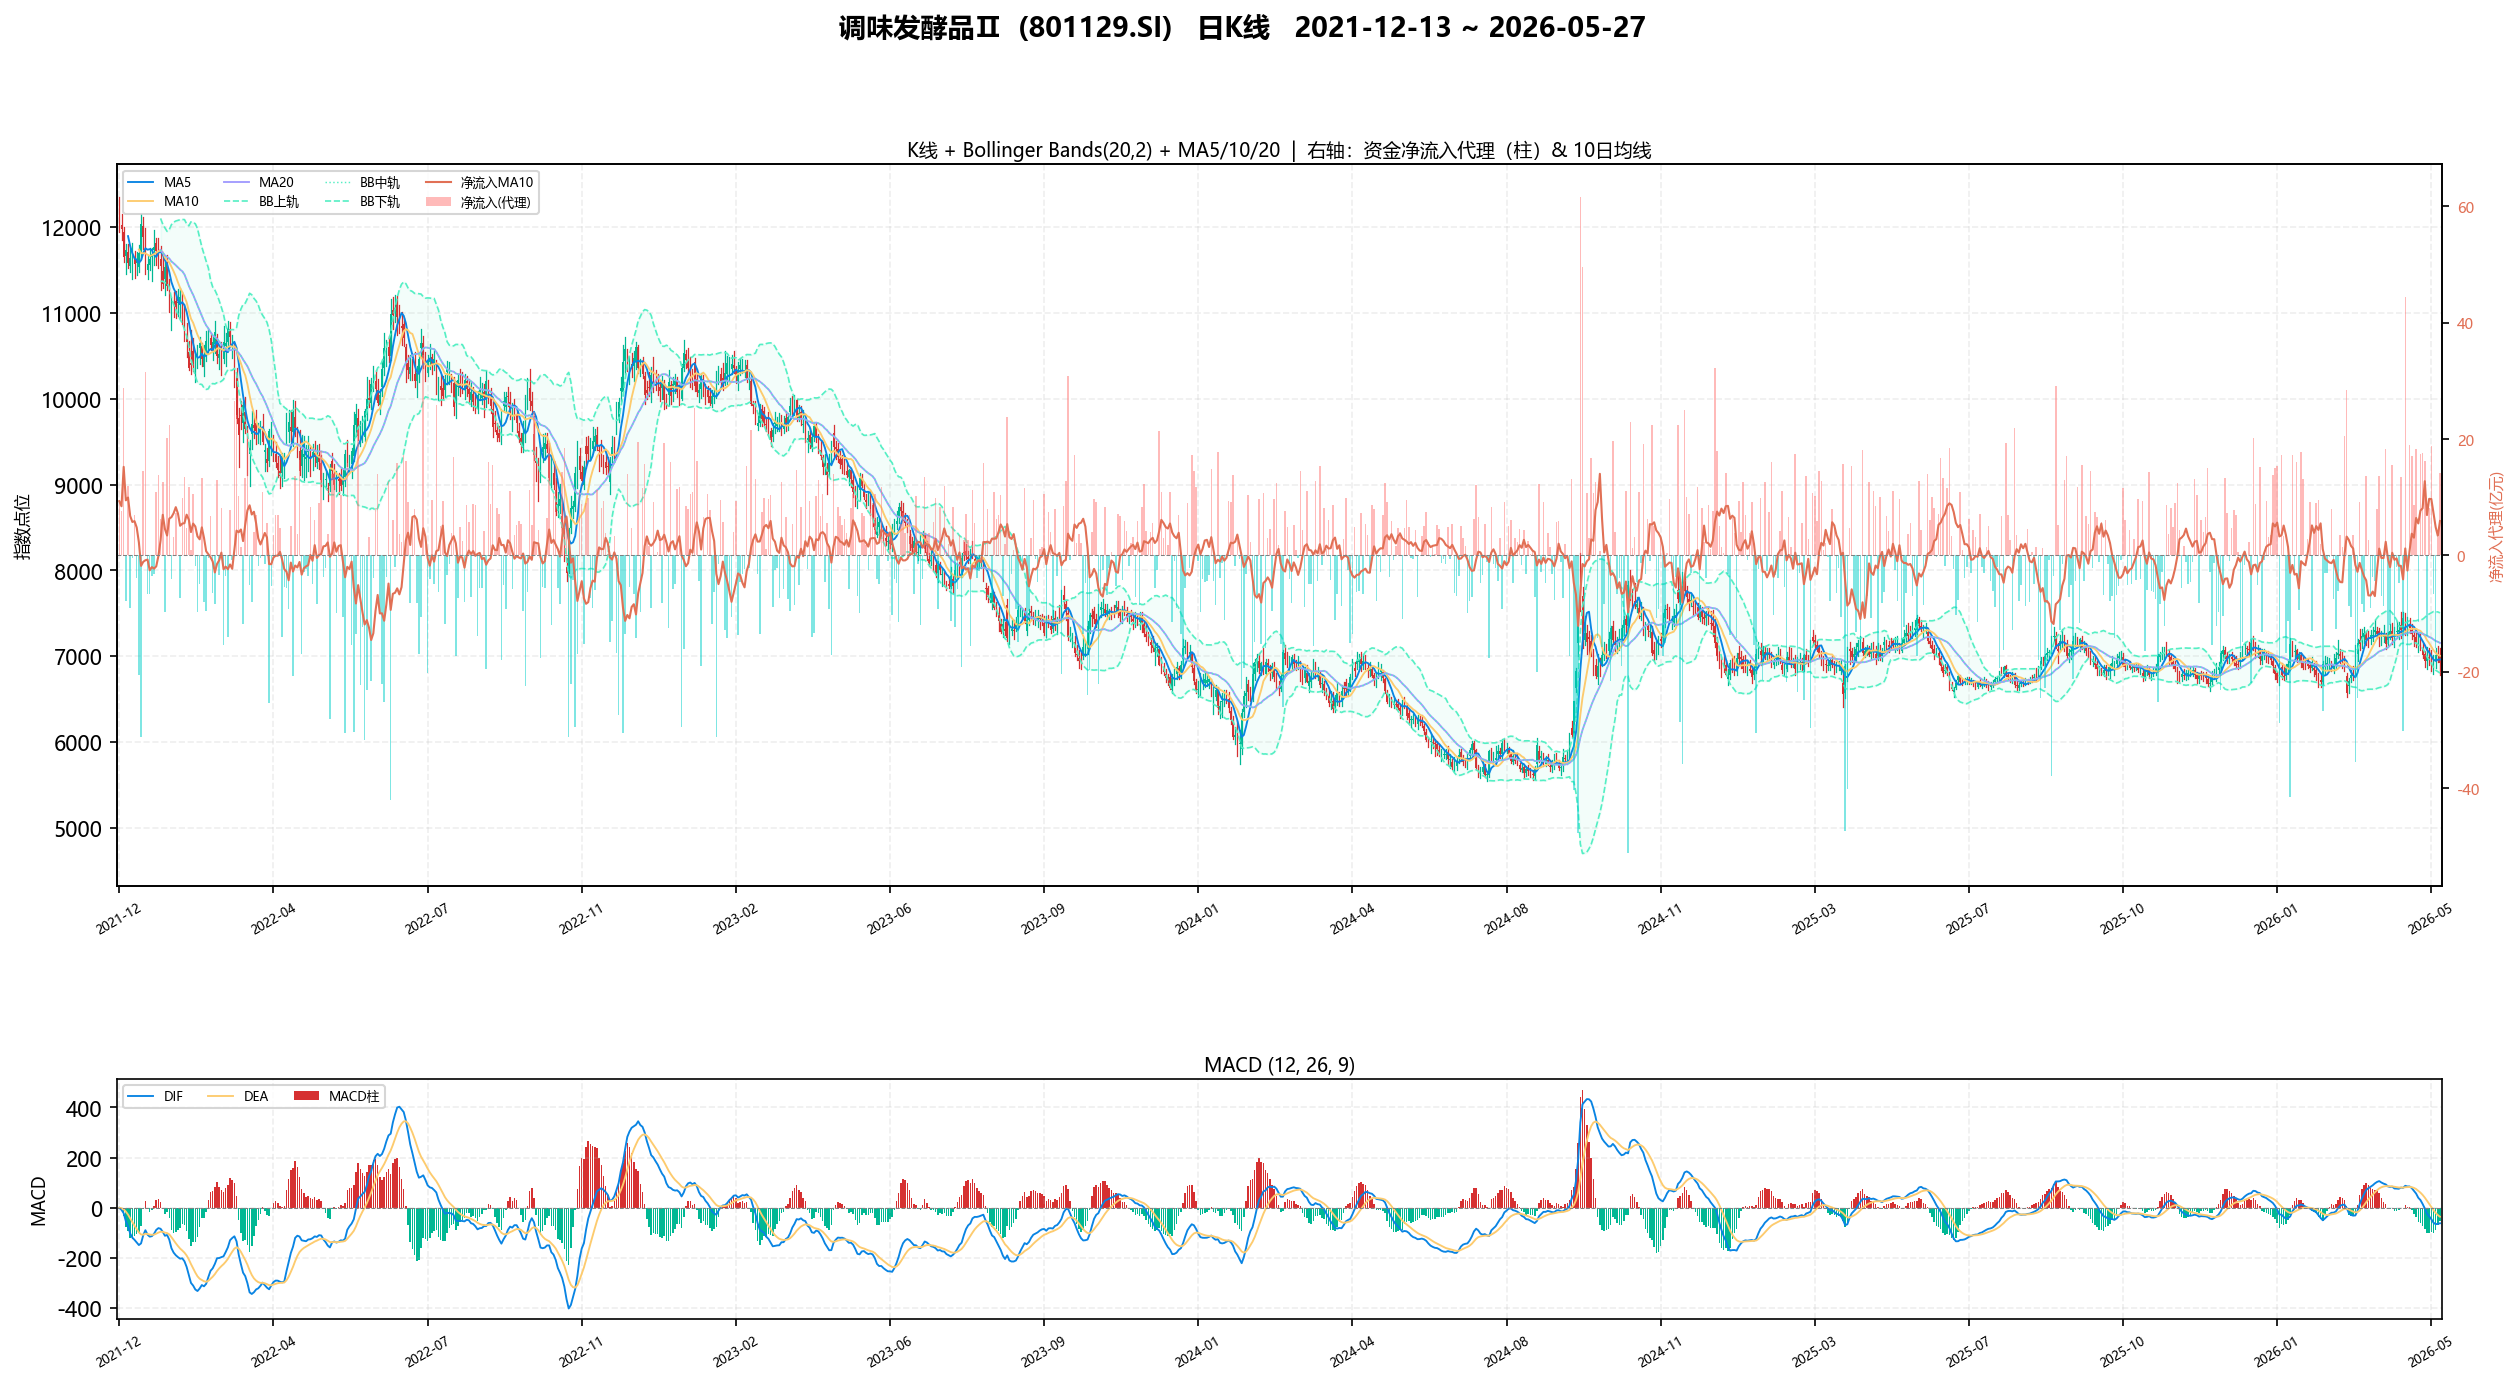 调味发酵品Ⅱ (801129.SI) 日K线 2021-12-13 ~ 2026-05-27
K线 + Bollinger Bands(20,2) + MA5/10/20 | 右轴：资金净流入代理（柱）& 10日均线
MA5 MA20 BB中轨 净流入MA10
MA10 BB上轨 BB下轨 净流入(代理)
12000
11000
10000
9000
8000
7000
6000
5000
指数点位
60
40
20
0
-20
-40
净流入代理(亿元)
2021-12 2022-04 2022-07 2022-11 2023-02 2023-06 2023-09 2024-01 2024-04 2024-08 2024-11 2025-03 2025-07 2025-10 2026-01 2026-05
MACD (12, 26, 9)
DIF DEA MACD柱
400
200
0
-200
-400
MACD
2021-12 2022-04 2022-07 2022-11 2023-02 2023-06 2023-09 2024-01 2024-04 2024-08 2024-11 2025-03 2025-07 2025-10 2026-01 2026-05